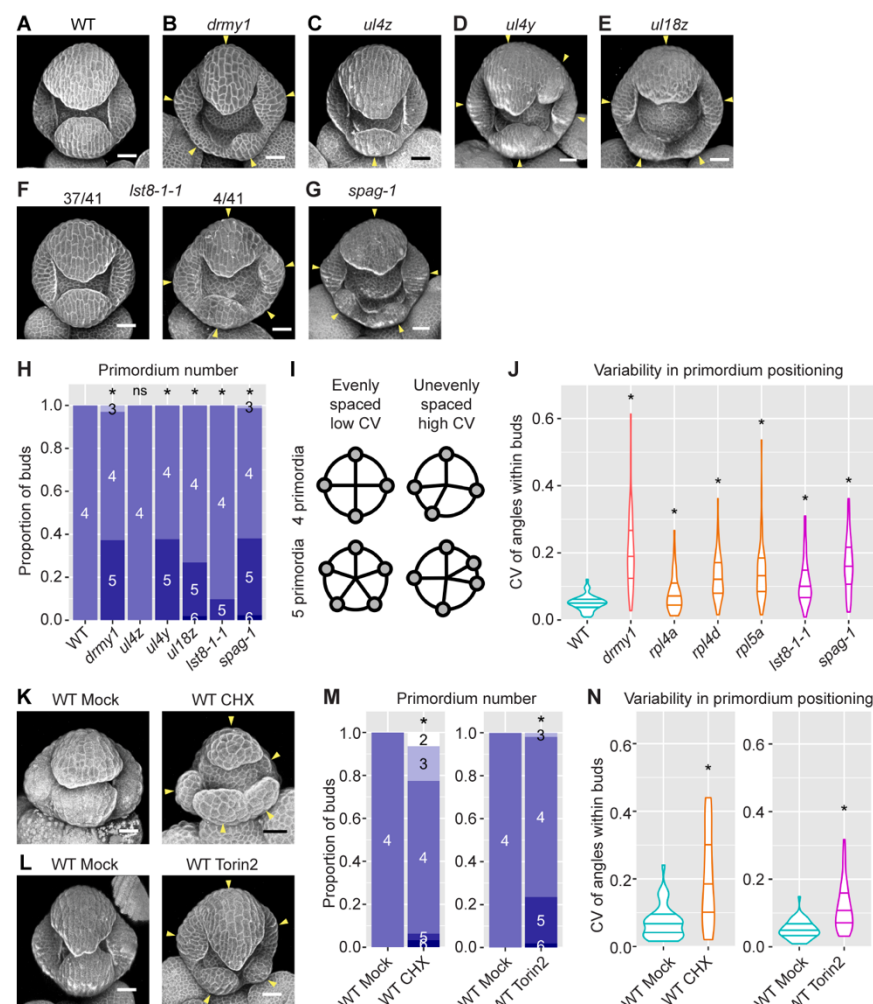 A WT
B drmy1
C ul4z
D ul4y
E ul18z
F lst8-1-1
37/41 4/41
G spag-1
H Primordium number
* ns * * * *
Proportion of buds
1.0
0.8
0.6
0.4
0.2
0.0
4
3
4
5
4
4
5
4
5
6
4
5
3
4
5
6
WT
drmy1
ul4z
ul4y
ul18z
lst8-1-1
spag-1
I
Evenly spaced low CV
Unevenly spaced high CV
4 primordia
5 primordia
J Variability in primordium positioning
CV of angles within buds
0.6
0.4
0.2
0.0
* * * * * *
WT
drmy1
rpl4a
rpl4d
rpl5a
lst8-1-1
spag-1
K WT Mock WT CHX
L WT Mock WT Torin2
M Primordium number
Proportion of buds
1.0
0.8
0.6
0.4
0.2
0.0
* *
4
2
3
4
5
4
3
4
5
6
WT Mock
WT CHX
WT Mock
WT Torin2
N Variability in primordium positioning
CV of angles within buds
0.6
0.4
0.2
0.0
0.6
0.4
0.2
0.0
* *
WT Mock
WT CHX
WT Mock
WT Torin2